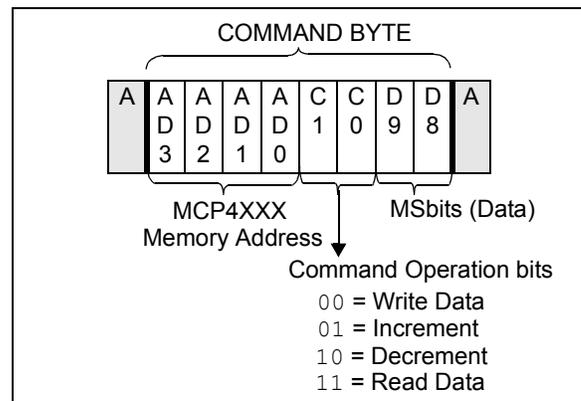 COMMAND BYTE
A A A A A C C D D A
D D D D 1 0 9 8
3 2 1 0
MCP4XXX
Memory Address
MSbits (Data)
Command Operation bits
00 = Write Data
01 = Increment
10 = Decrement
11 = Read Data